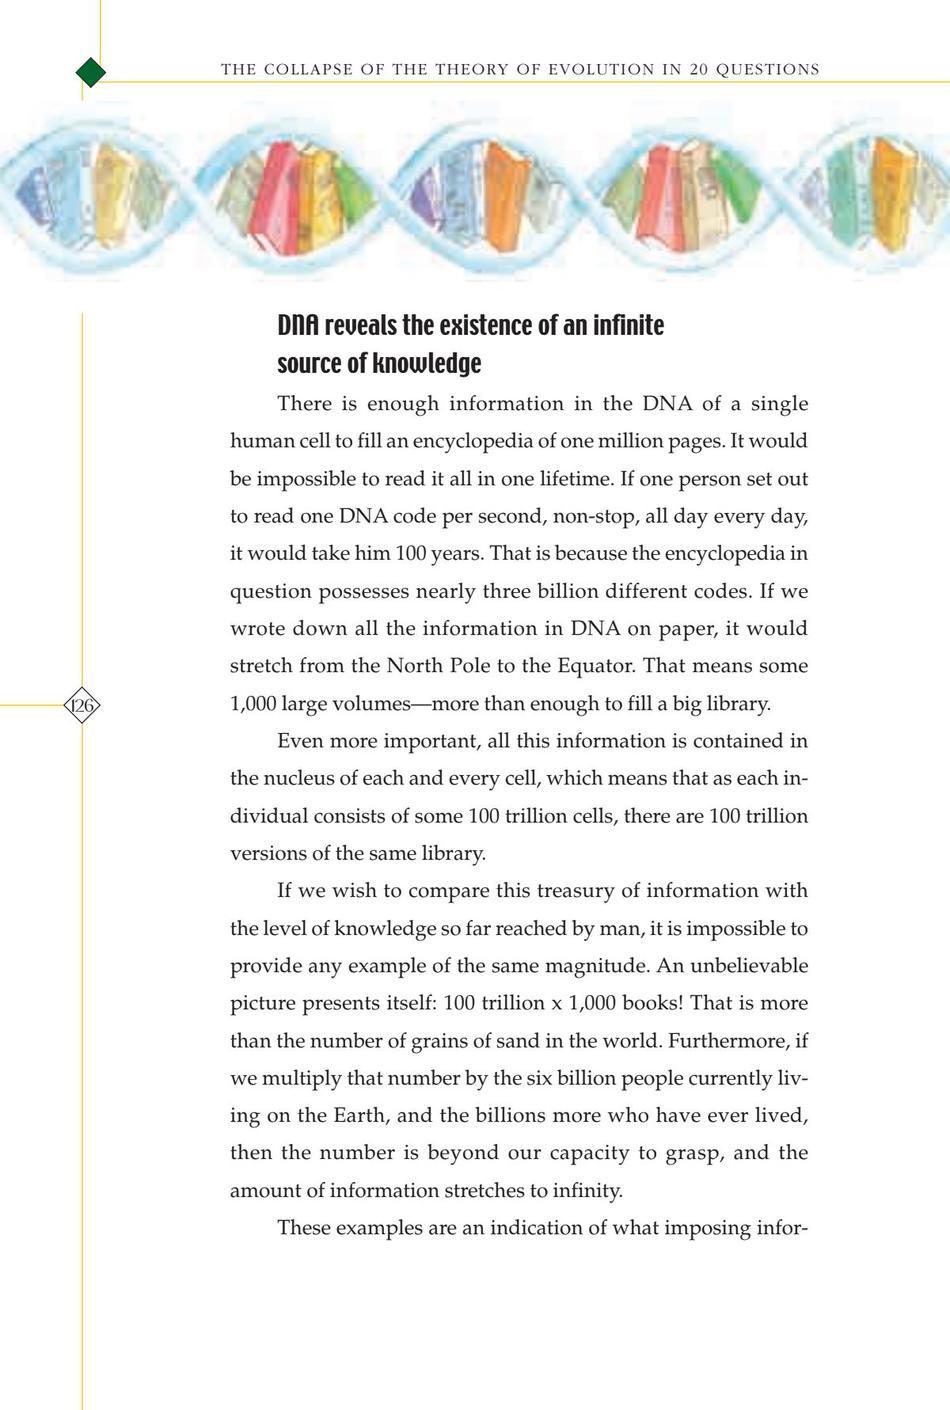 THE COLLAPSE OF THE THEORY OF EVOLUTION IN 20 QUESTIONS
DNA reveals the existence of an infinite
source of knowledge
There is enough information in the DNA of a single
human cell to fill an encyclopedia of one million pages. It would
be impossible to read it all in one lifetime. If one person set out
to read one DNA code per second, non-stop, all day every day,
it would take him 100 years. That is because the encyclopedia in
question possesses nearly three billion different codes. If we
wrote down all the information in DNA on paper, it would
stretch from the North Pole to the Equator. That means some
1,000 large volumes—more than enough to fill a big library.
126
Even more important, all this information is contained in
the nucleus of each and every cell, which means that as each in-
dividual consists of some 100 trillion cells, there are 100 trillion
versions of the same library.
If we wish to compare this treasury of information with
the level of knowledge so far reached by man, it is impossible to
provide any example of the same magnitude. An unbelievable
picture presents itself: 100 trillion x 1,000 books! That is more
than the number of grains of sand in the world. Furthermore, if
we multiply that number by the six billion people currently liv-
ing on the Earth, and the billions more who have ever lived,
then the number is beyond our capacity to grasp, and the
amount of information stretches to infinity.
These examples are an indication of what imposing infor-